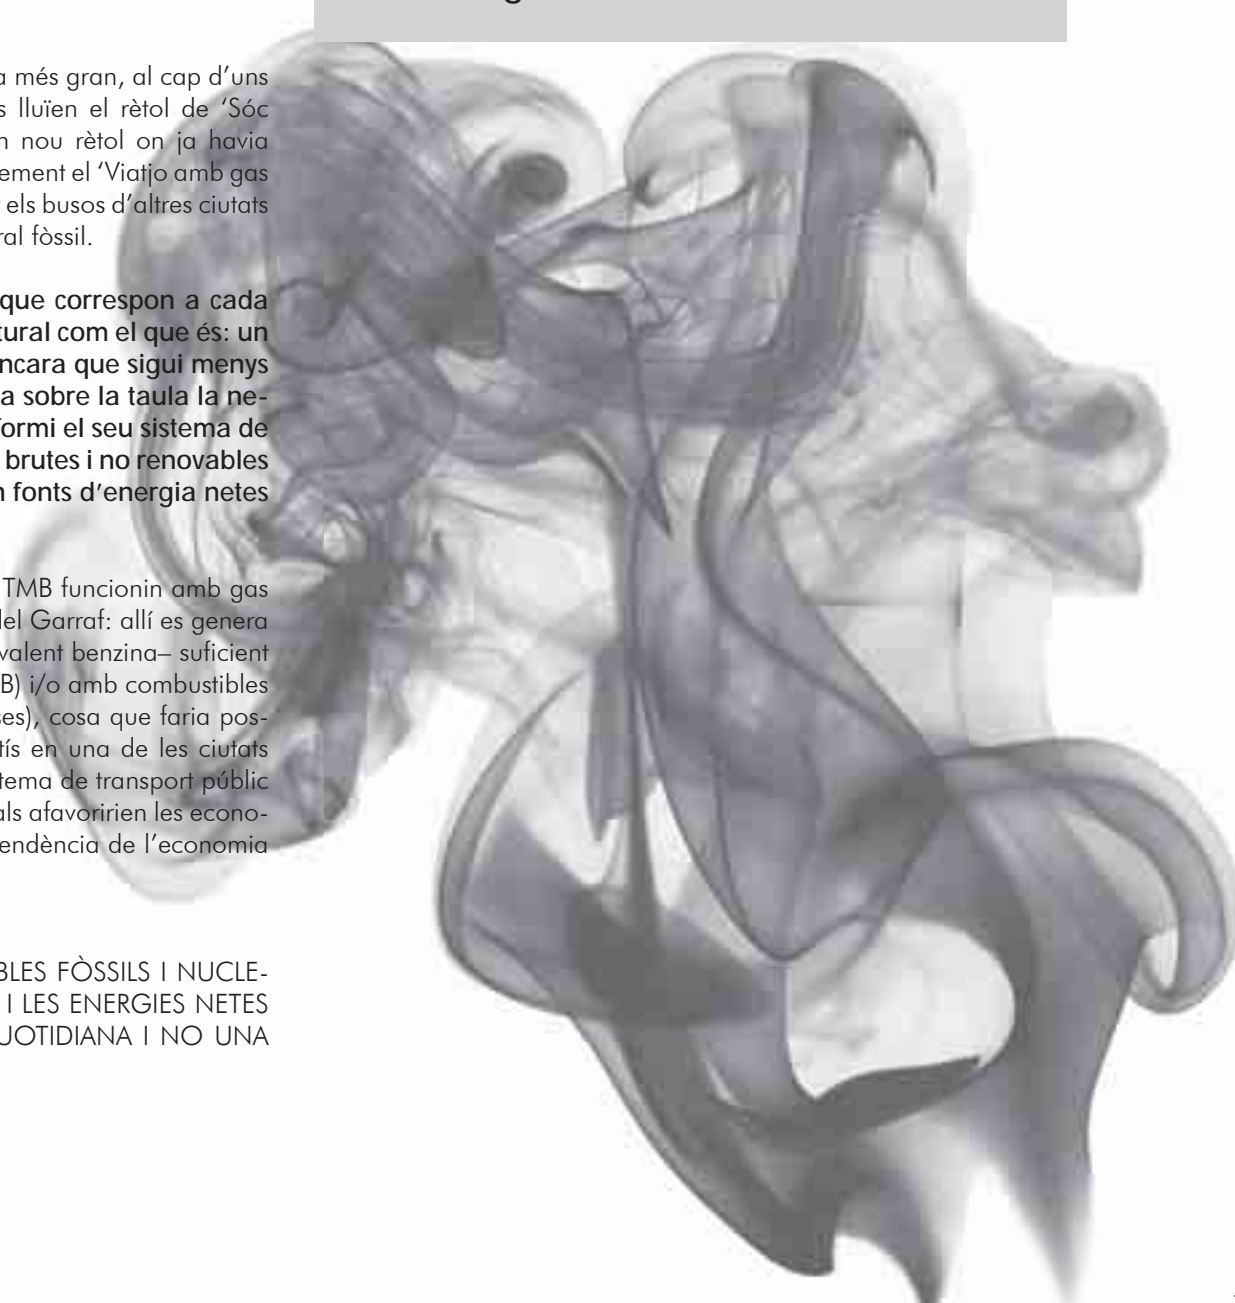 a més gran, al cap d’uns
s lluïen el rètol de ‘Sóc
n nou rètol on ja havia
ement el ‘Viatjo amb gas
els busos d’altres ciutats
ral fòssil.
que correspon a cada
tural com el que és: un
ncara que sigui menys
a sobre la taula la ne-
formi el seu sistema de
brutes i no renovables
n fonts d’energia netes
TMB funcionin amb gas
del Garraf: allí es genera
valent benzina– suficient
B) i/o amb combustibles
ses), cosa que faria pos-
tís en una de les ciutats
tema de transport públic
als afavoririen les econo-
endència de l’economia
BLES FÒSSILS I NUCLE-
I LES ENERGIES NETES
UOTIDIANA I NO UNA